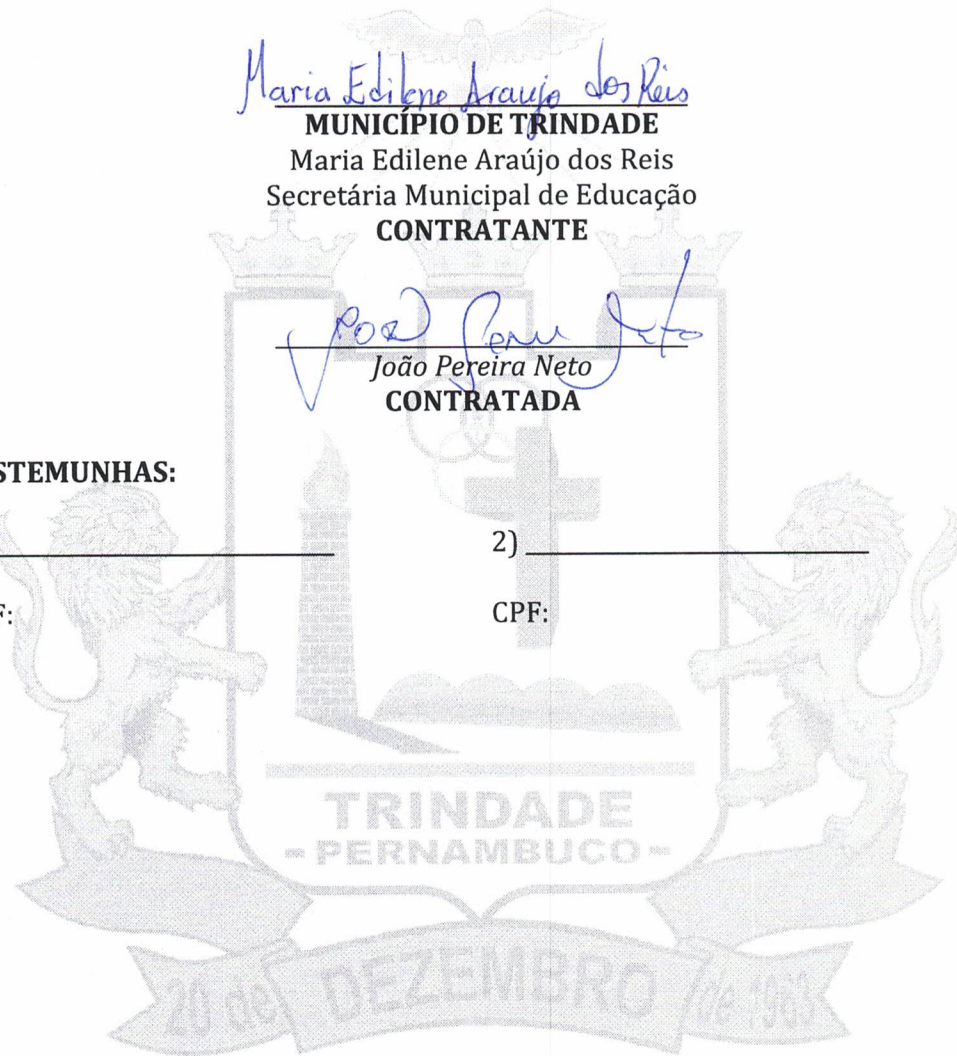 Maria Edilene Araujo dos Reis
MUNICÍPIO DE TRINDADE
Maria Edilene Araújo dos Reis
Secretária Municipal de Educação
CONTRATANTE
João Pereira Neto
CONTRATADA
STEMUNHAS:
2)
F:
CPF:
TRINDADE
- PERNAMBUCO -
20 de DEZEMBRO de 1963